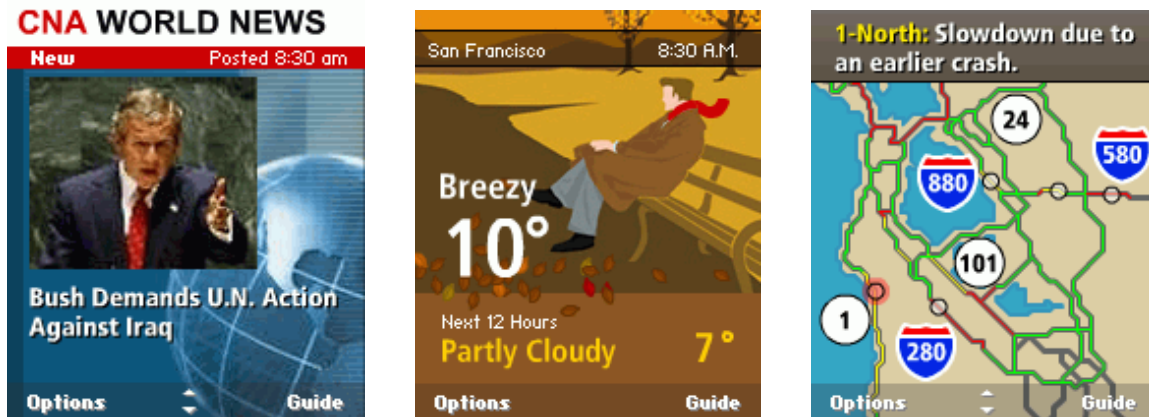 CNA WORLD NEWS
New Posted 8:30 am
Bush Demands U.N. Action
Against Iraq
Options Guide
San Francisco 8:30 A.M.
Breezy
10°
Next 12 Hours
Partly Cloudy 7°
Options Guide
1-North: Slowdown due to
an earlier crash.
24
580
880
101
1
280
Options Guide